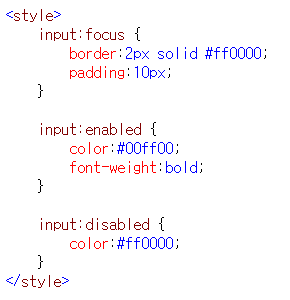 <style>
    input:focus {
        border:2px solid #ff0000;
        padding:10px;
    }

    input:enabled {
        color:#00ff00;
        font-weight:bold;
    }

    input:disabled {
        color:#ff0000;
    }
</style>